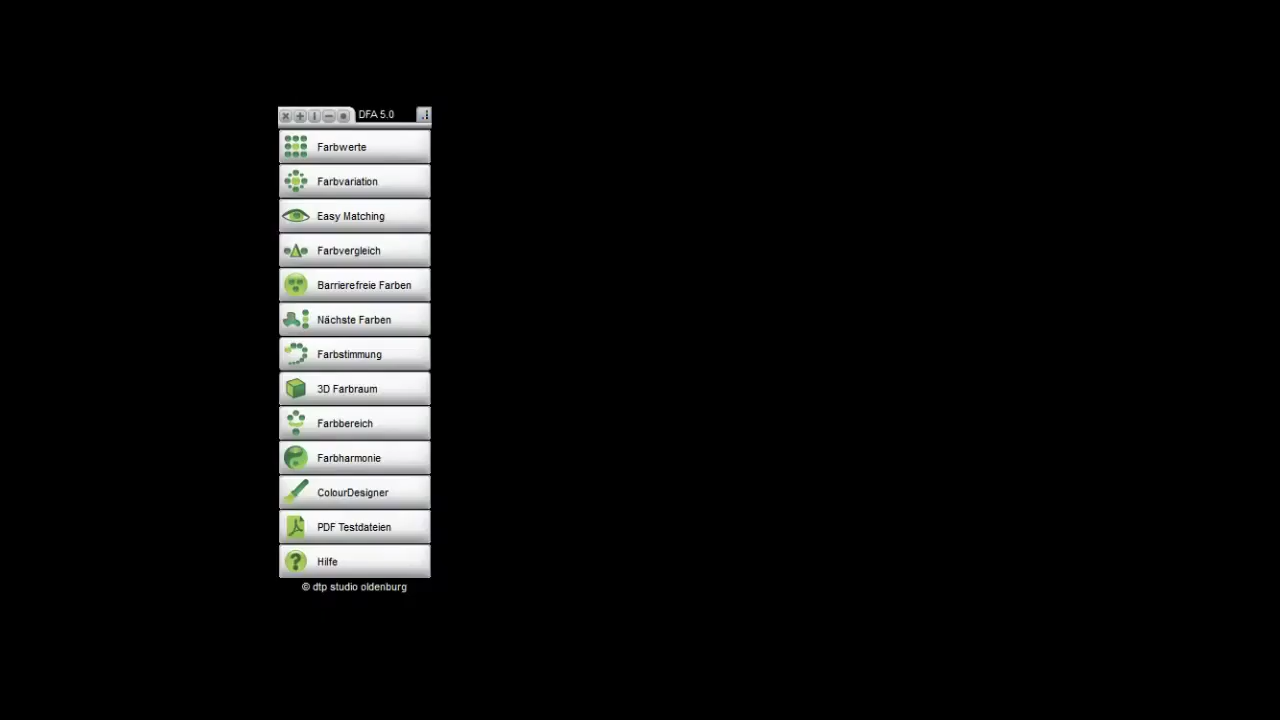 DFA 5.0
Farbwerte
Farbvariation
Easy Matching
Farbvergleich
Barrierefreie Farben
Nächste Farben
Farbstimmung
3D Farbraum
Farbbereich
Farbharmonie
ColourDesigner
PDF Testdateien
Hilfe
© dtp studio oldenburg